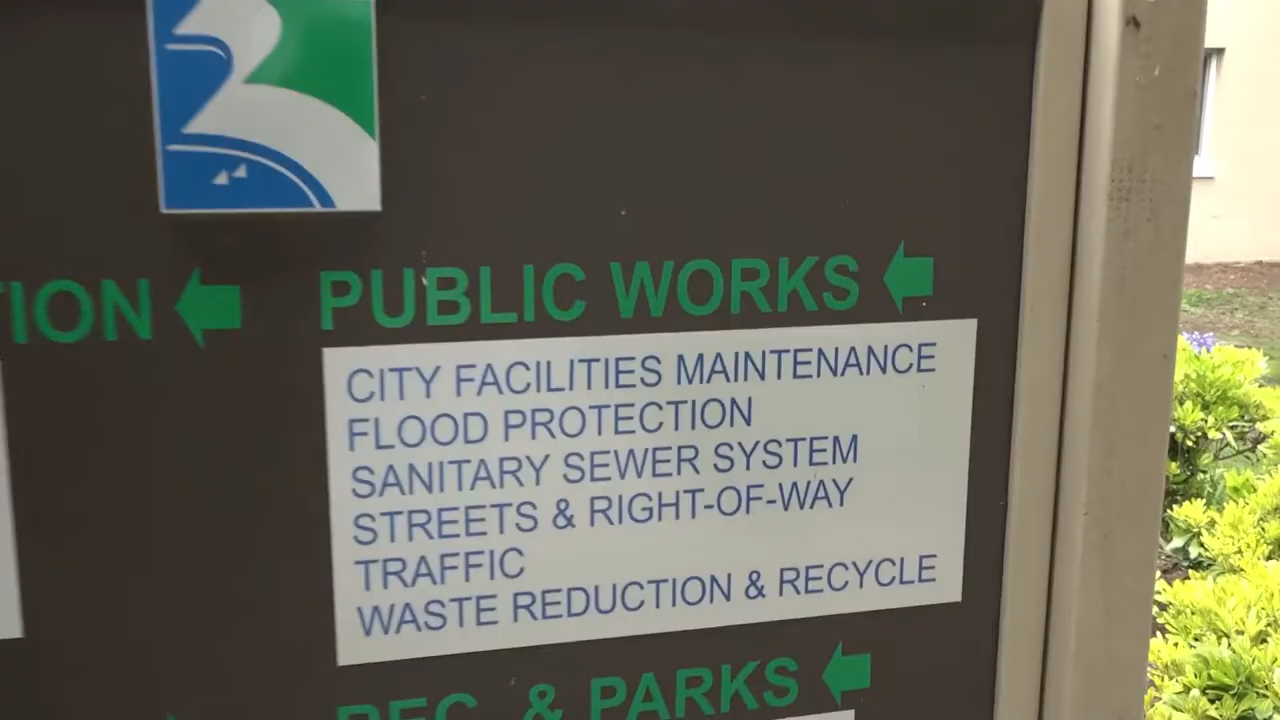 TION
PUBLIC WORKS
CITY FACILITIES MAINTENANCE
FLOOD PROTECTION
SANITARY SEWER SYSTEM
STREETS & RIGHT-OF-WAY
TRAFFIC
WASTE REDUCTION & RECYCLE
REC. & PARKS